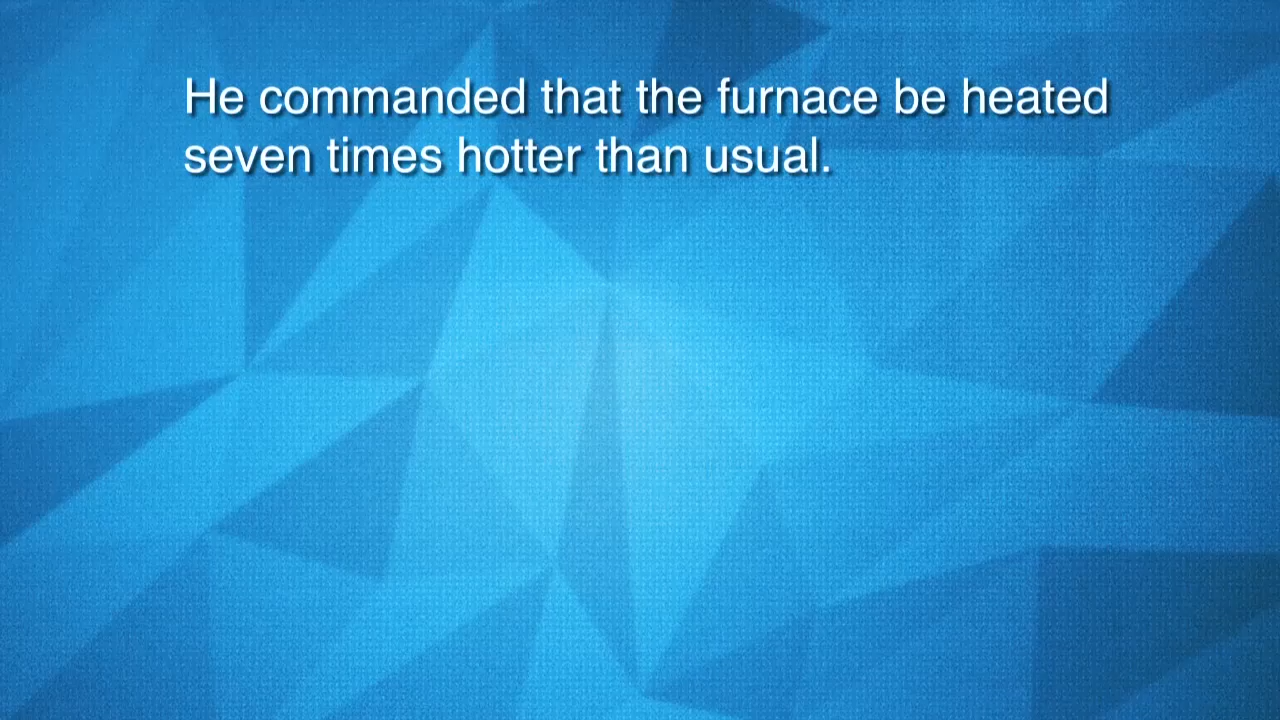 He commanded that the furnace be heated
seven times hotter than usual.